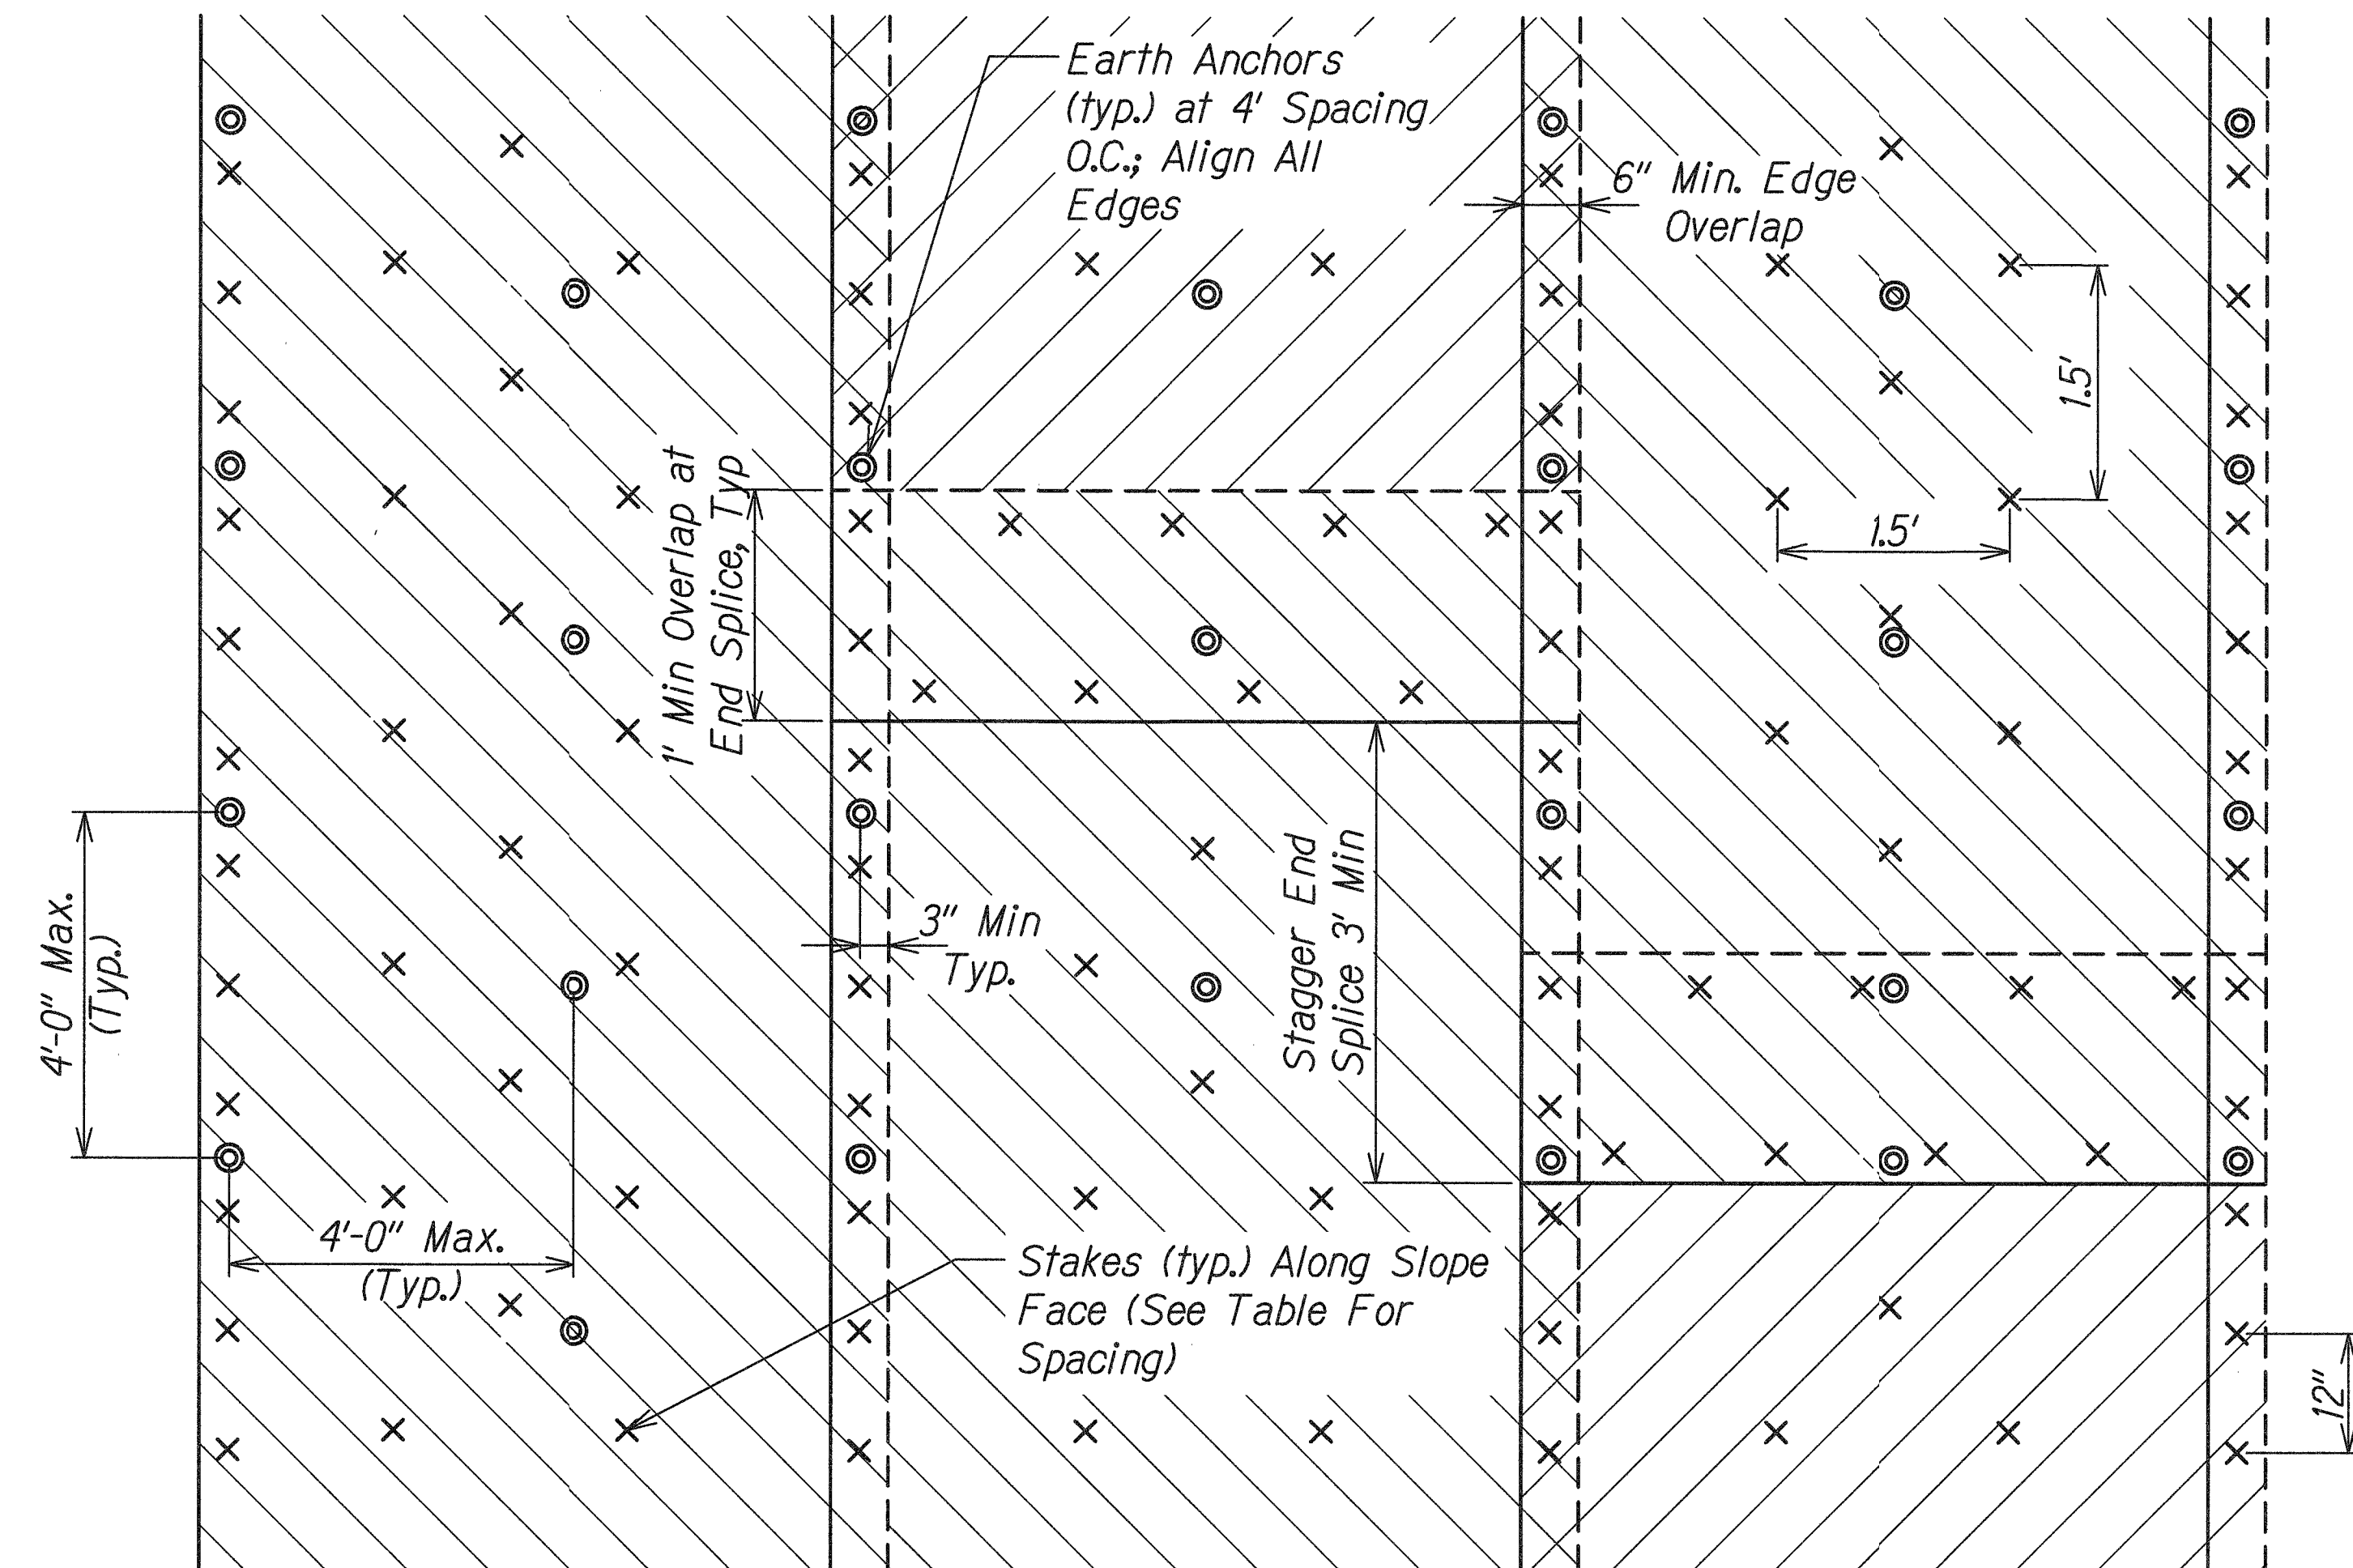 Earth Anchors
(typ.) at 4' Spacing
O.C.; Align All
Edges
6" Min. Edge
Overlap
1.5'
1.5'
1' Min Overlap at
End Splice, Typ
Stagger End
Splice 3' Min
3" Min
Typ.
4'-0" Max.
(Typ.)
4'-0" Max.
(Typ.)
Stakes (typ.) Along Slope
Face (See Table For
Spacing)
12"